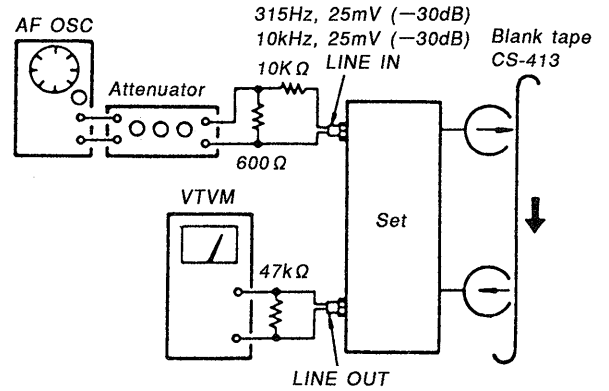 315Hz, 25mV (−30dB)
10kHz, 25mV (−30dB)
AF OSC
Blank tape
CS-413
10KΩ
LINE IN
Attenuator
600Ω
VTVM
Set
47kΩ
LINE OUT